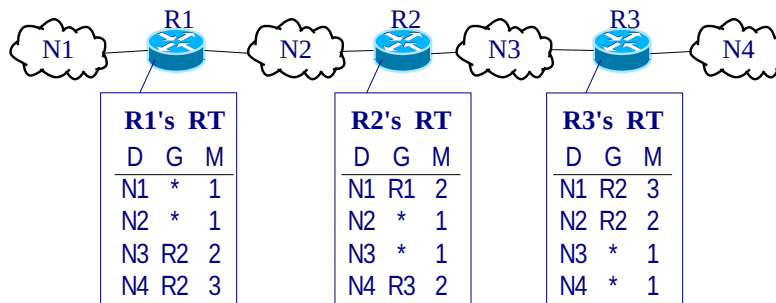 R1 R2 R3
N1 N2 N3 N4
R1's RT R2's RT R3's RT
D G M D G M D G M
N1 * 1 N1 R1 2 N1 R2 3
N2 * 1 N2 * 1 N2 R2 2
N3 R2 2 N3 * 1 N3 * 1
N4 R2 3 N4 R3 2 N4 * 1